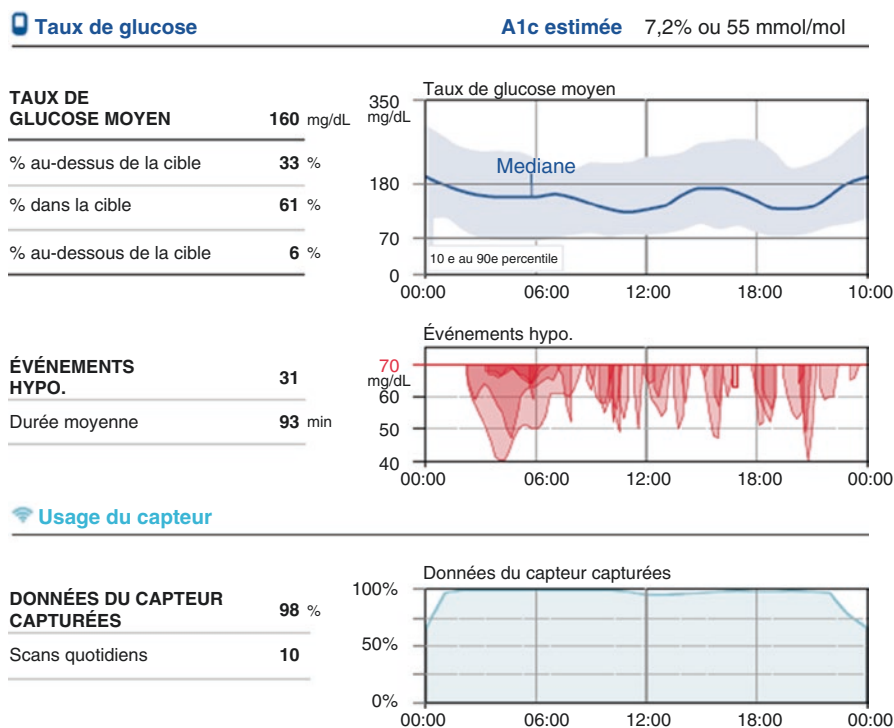 Taux de glucose
A1c estimée 7,2% ou 55 mmol/mol
TAUX DE
GLUCOSE MOYEN 160 mg/dL
% au-dessus de la cible 33 %
% dans la cible 61 %
% au-dessous de la cible 6 %
Taux de glucose moyen
350
mg/dL
180
70
0
Mediane
10 e au 90e percentile
00:00 06:00 12:00 18:00 10:00
ÉVÉNEMENTS
HYPO. 31
Durée moyenne 93 min
Événements hypo.
70
mg/dL
60
50
40
00:00 06:00 12:00 18:00 00:00
Usage du capteur
DONNÉES DU CAPTEUR
CAPTURÉES 98 %
Scans quotidiens 10
Données du capteur capturées
100%
50%
0%
00:00 06:00 12:00 18:00 00:00